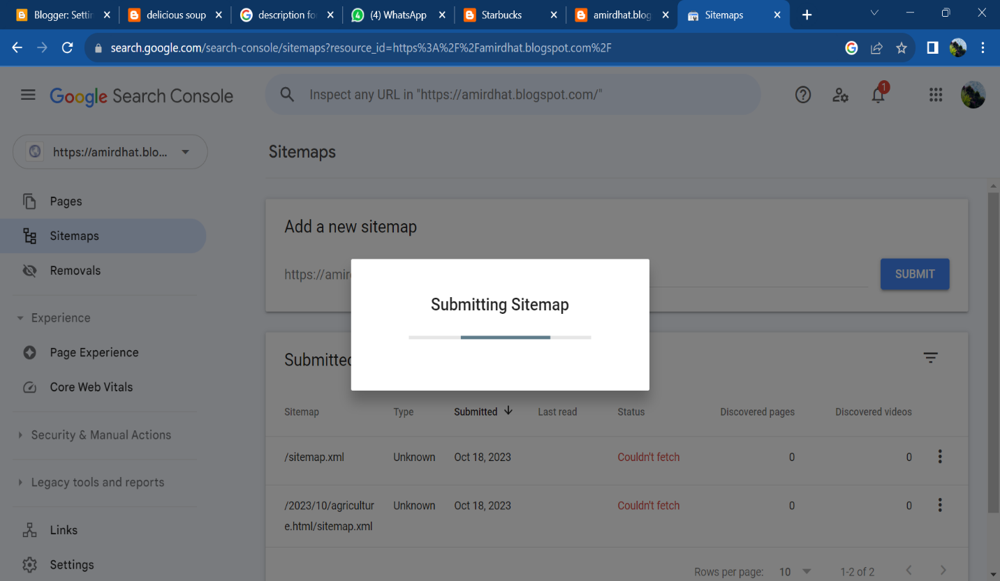 Blogger: Settin
delicious soup
description fo
(4) WhatsApp
Starbucks
amirdhat.blog
Sitemaps
search.google.com/search-console/sitemaps?resource_id=https%3A%2F%2Famirdhat.blogspot.com%2F
Google Search Console
Inspect any URL in "https://amirdhat.blogspot.com/"
1
https://amirdhat.blo...
Sitemaps
Pages
Sitemaps
Removals
Experience
Page Experience
Core Web Vitals
Security & Manual Actions
Legacy tools and reports
Links
Settings
Add a new sitemap
https://amir
SUBMIT
Submitting Sitemap
Submitted
Sitemap Type Submitted Last read Status Discovered pages Discovered videos
/sitemap.xml Unknown Oct 18, 2023 Couldn't fetch 0 0
/2023/10/agricultur Unknown Oct 18, 2023 Couldn't fetch 0 0
e.html/sitemap.xml
Rows per page: 10 1-2 of 2